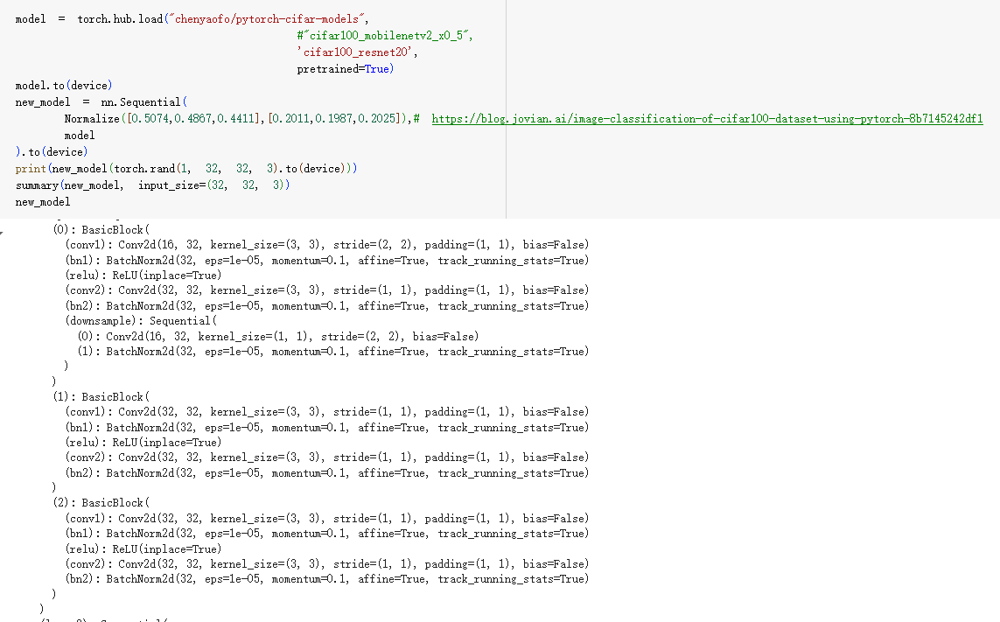 model = torch.hub.load("chenyaofo/pytorch-cifar-models",
#"cifar100_mobilenetv2_x0_5",
'cifar100_resnet20',
pretrained=True)
model.to(device)
new_model = nn.Sequential(
Normalize([0.5074,0.4867,0.4411],[0.2011,0.1987,0.2025]),# https://blog.jovian.ai/image-classification-of-cifar100-dataset-using-pytorch-8b7145242df1
model
).to(device)
print(new_model(torch.rand(1, 32, 32, 3).to(device)))
summary(new_model, input_size=(32, 32, 3))
new_model
(0): BasicBlock(
(conv1): Conv2d(16, 32, kernel_size=(3, 3), stride=(2, 2), padding=(1, 1), bias=False)
(bn1): BatchNorm2d(32, eps=1e-05, momentum=0.1, affine=True, track_running_stats=True)
(relu): ReLU(inplace=True)
(conv2): Conv2d(32, 32, kernel_size=(3, 3), stride=(1, 1), padding=(1, 1), bias=False)
(bn2): BatchNorm2d(32, eps=1e-05, momentum=0.1, affine=True, track_running_stats=True)
(downsample): Sequential(
(0): Conv2d(16, 32, kernel_size=(1, 1), stride=(2, 2), bias=False)
(1): BatchNorm2d(32, eps=1e-05, momentum=0.1, affine=True, track_running_stats=True)
)
)
(1): BasicBlock(
(conv1): Conv2d(32, 32, kernel_size=(3, 3), stride=(1, 1), padding=(1, 1), bias=False)
(bn1): BatchNorm2d(32, eps=1e-05, momentum=0.1, affine=True, track_running_stats=True)
(relu): ReLU(inplace=True)
(conv2): Conv2d(32, 32, kernel_size=(3, 3), stride=(1, 1), padding=(1, 1), bias=False)
(bn2): BatchNorm2d(32, eps=1e-05, momentum=0.1, affine=True, track_running_stats=True)
)
(2): BasicBlock(
(conv1): Conv2d(32, 32, kernel_size=(3, 3), stride=(1, 1), padding=(1, 1), bias=False)
(bn1): BatchNorm2d(32, eps=1e-05, momentum=0.1, affine=True, track_running_stats=True)
(relu): ReLU(inplace=True)
(conv2): Conv2d(32, 32, kernel_size=(3, 3), stride=(1, 1), padding=(1, 1), bias=False)
(bn2): BatchNorm2d(32, eps=1e-05, momentum=0.1, affine=True, track_running_stats=True)
)
)